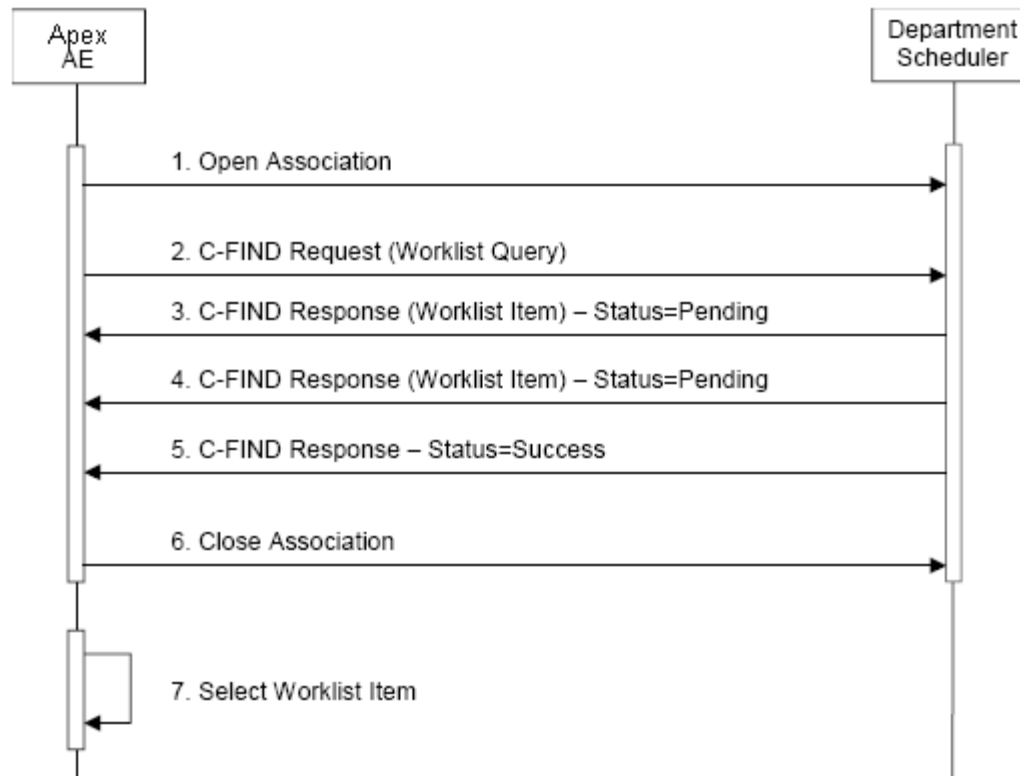 Apex
AE
Department
Scheduler
1. Open Association
2. C-FIND Request (Worklist Query)
3. C-FIND Response (Worklist Item) – Status=Pending
4. C-FIND Response (Worklist Item) – Status=Pending
5. C-FIND Response – Status=Success
6. Close Association
7. Select Worklist Item